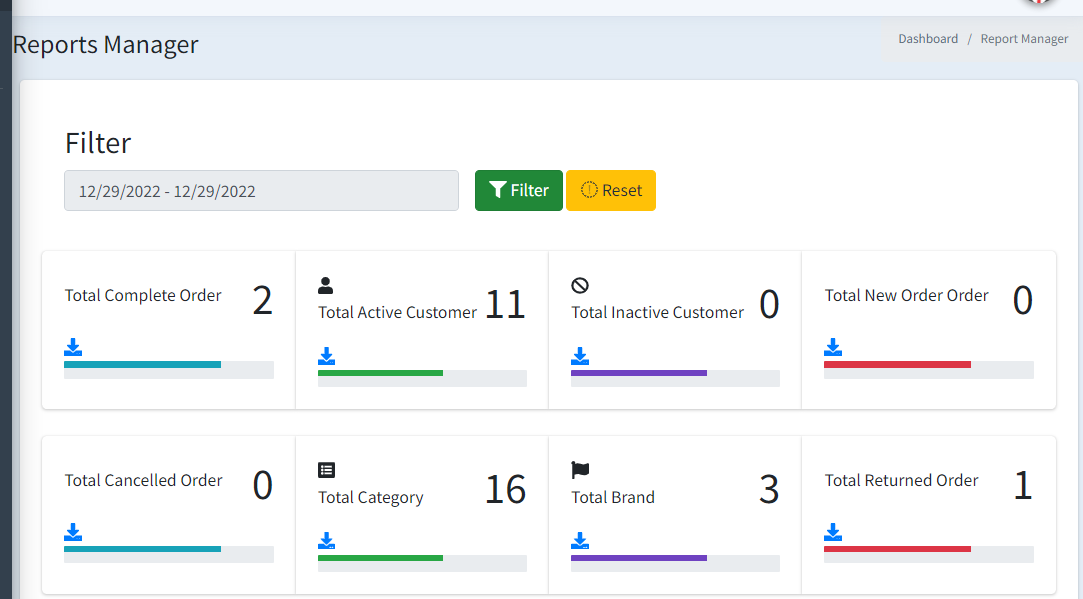 Reports Manager
Dashboard / Report Manager
Filter
12/29/2022 - 12/29/2022
Filter
Reset
Total Complete Order 2
Total Active Customer 11
Total Inactive Customer 0
Total New Order Order 0
Total Cancelled Order 0
Total Category 16
Total Brand 3
Total Returned Order 1